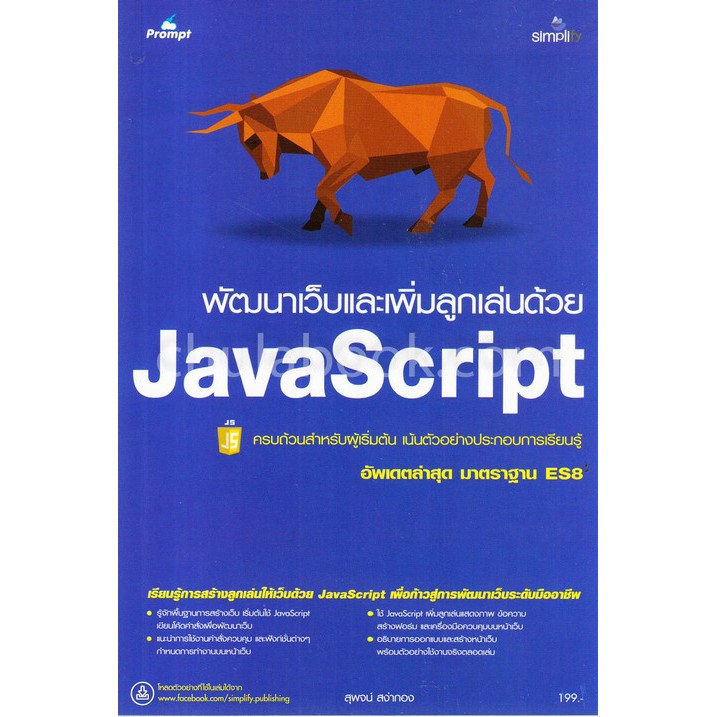 Prompt
simplify
พัฒนาเว็บและเพิ่มลูกเล่นด้วย
chulabook.com
JavaScript
JS
JS
ครบถ้วนสำหรับผู้เริ่มต้น เน้นตัวอย่างประกอบการเรียนรู้
อัพเดตล่าสุด มาตราฐาน ES8
เรียนรู้การสร้างลูกเล่นให้เว็บด้วย JavaScript เพื่อก้าวสู่การพัฒนาเว็บระดับมืออาชีพ
• รู้จักพื้นฐานการสร้างเว็บ เริ่มต้นใช้ JavaScript
เขียนโค้ดคำสั่งเพื่อพัฒนาเว็บ
• แนะนำการใช้งานคำสั่งควบคุม และฟังก์ชั่นต่างๆ
กำหนดการทำงานบนหน้าเว็บ
• ใช้ JavaScript เพิ่มลูกเล่นแสดงภาพ ข้อความ
สร้างฟอร์ม และเครื่องมือควบคุมบนหน้าเว็บ
• อธิบายการออกแบบและสร้างหน้าเว็บ
พร้อมตัวอย่างใช้งานจริงตลอดเล่ม
โหลดตัวอย่างที่ใช้ในเล่มได้จาก
www.facebook.com/simplify.publishing
สุพจน์ สง่ากอง
199.-